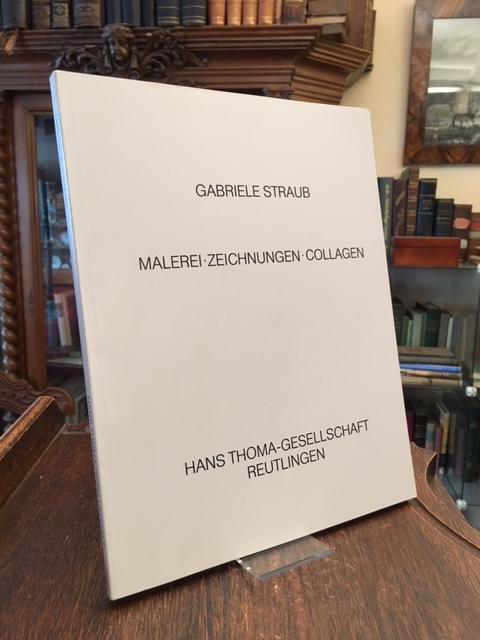 GABRIELE STRAUB
MALEREI·ZEICHNUNGEN·COLLAGEN
HANS THOMA-GESELLSCHAFT
REUTLINGEN